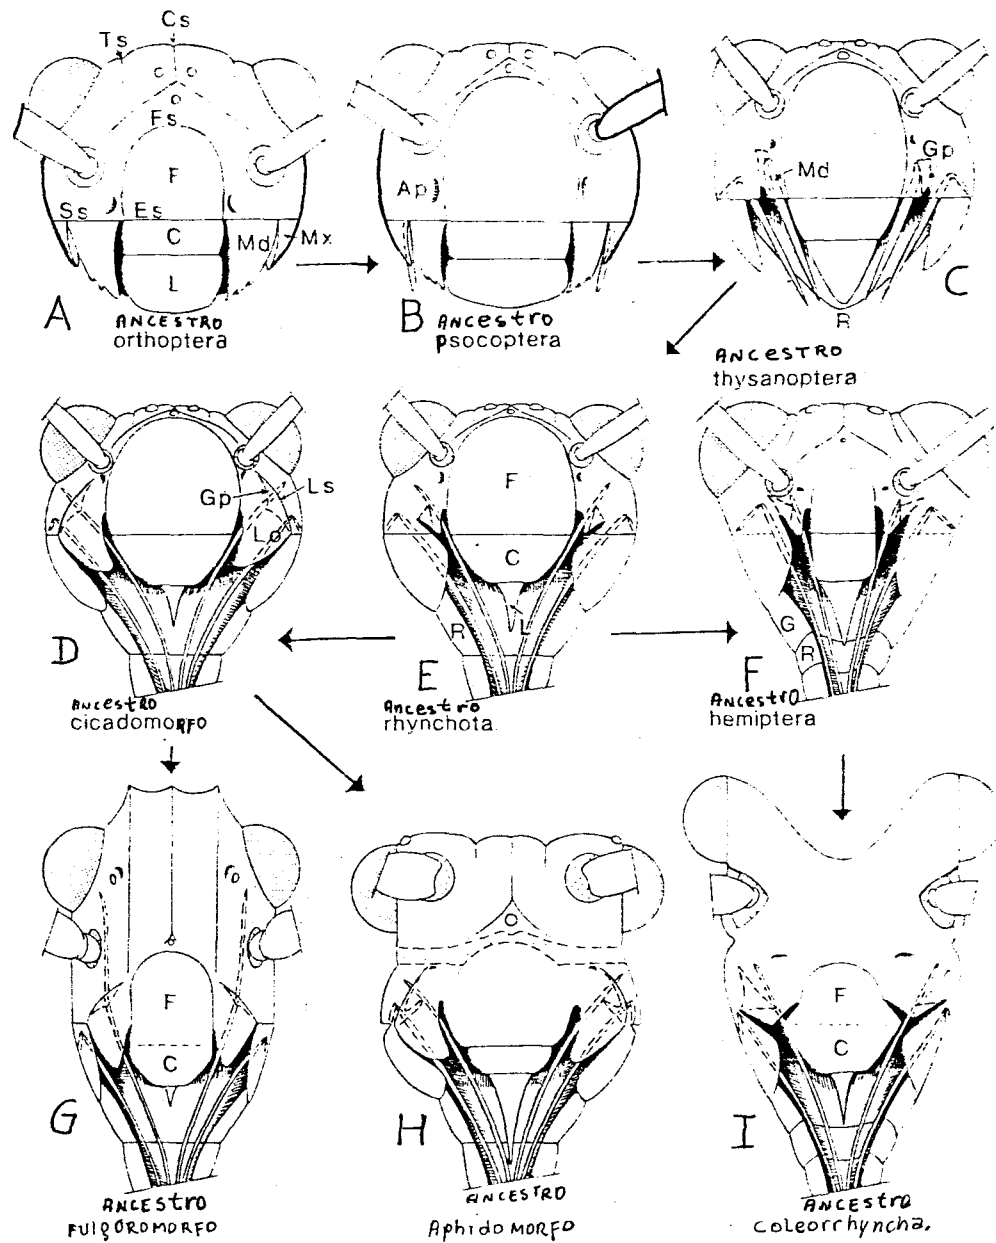 Cs
Ts
Fs
F
Ss
Es
C
Md
Mx
L
A
ANCESTRO
orthoptera
Ap
B
ANCEStrO
psocoptera
Md
Gp
C
R
ANCESTRO
thysanoptera
Gp
Ls
Lo
D
ANCEStRO
cicadomoRFO
F
C
R
L
E
ANCEStrO
rhynchota
G
R
F
ANCEStrO
hemiptera
F
C
G
ANCEStrO
FULGOROMORFO
H
ANCESTRO
APhidoMORFO
F
C
I
ANCEStrO
COLeorrhyncha.